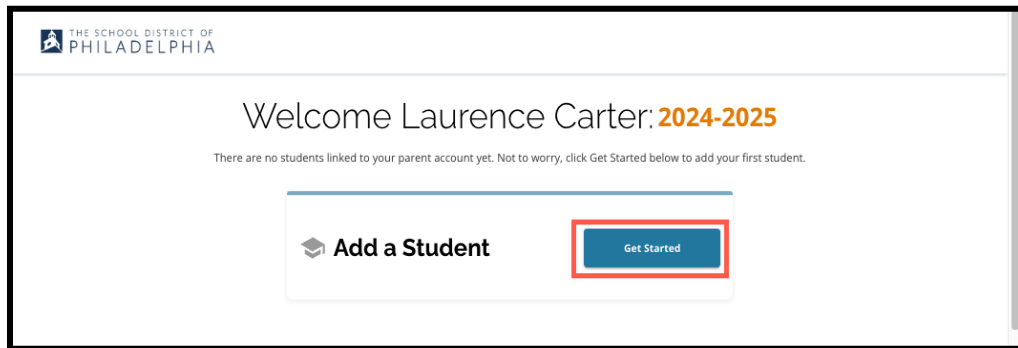 THE SCHOOL DISTRICT OF
PHILADELPHIA
Welcome Laurence Carter: 2024-2025
There are no students linked to your parent account yet. Not to worry, click Get Started below to add your first student.
Add a Student
Get Started